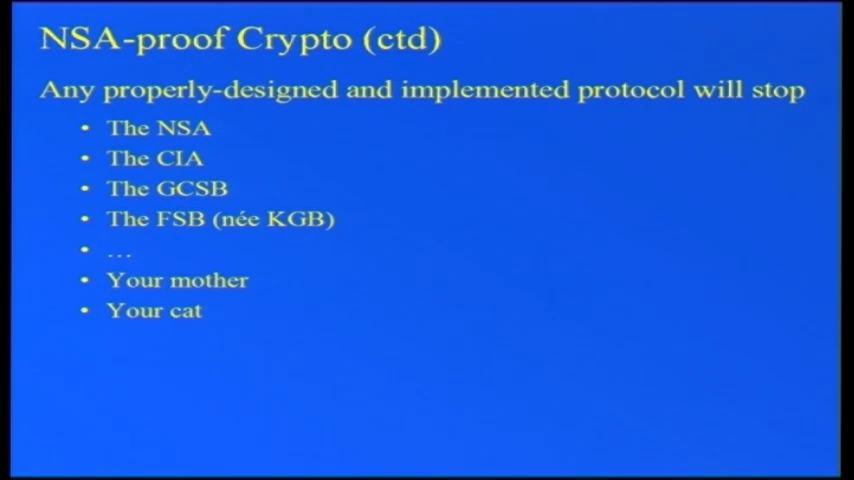 NSA-proof Crypto (ctd)
Any properly-designed and implemented protocol will stop
• The NSA
• The CIA
• The GCSB
• The FSB (née KGB)
• …
• Your mother
• Your cat